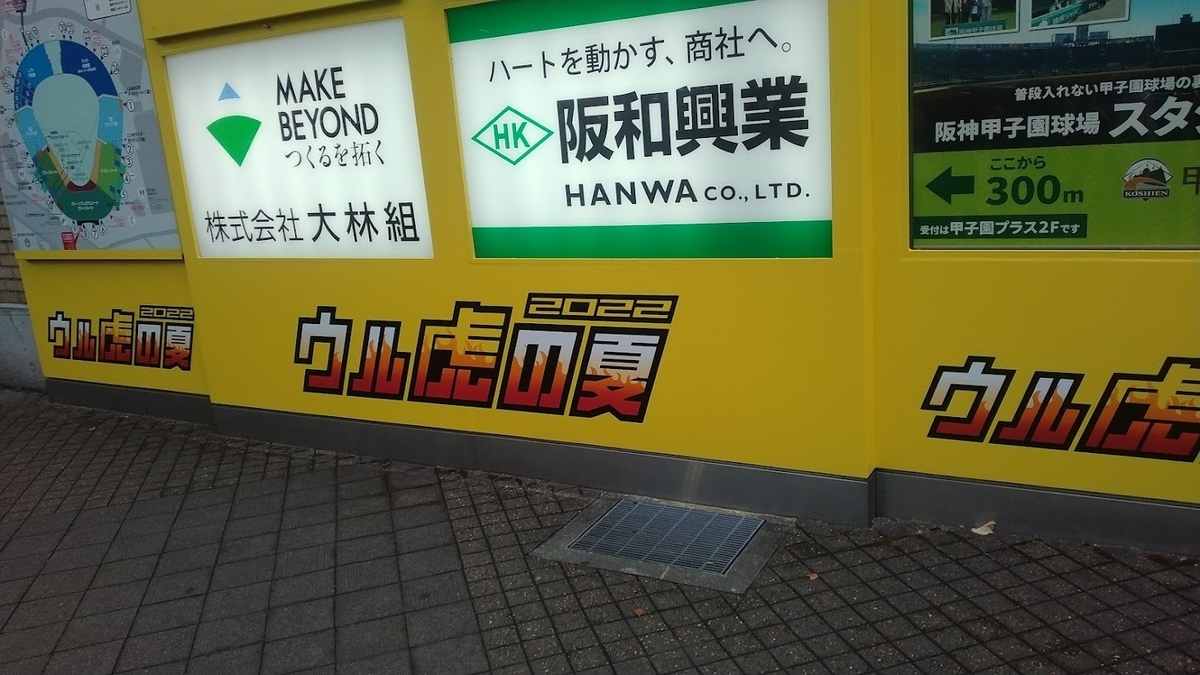 MAKE
BEYOND
つくるを拓く
株式会社 大林組
ハートを動かす、商社へ。
HK
阪和興業
HANWA CO., LTD.
普段入れない甲子園球場の
阪神甲子園球場 スタ
ここから
300m
KOSHIEN
甲
受付は甲子園プラス2Fです
2022
ウル虎の夏
2022
ウル虎の夏
ウル虎